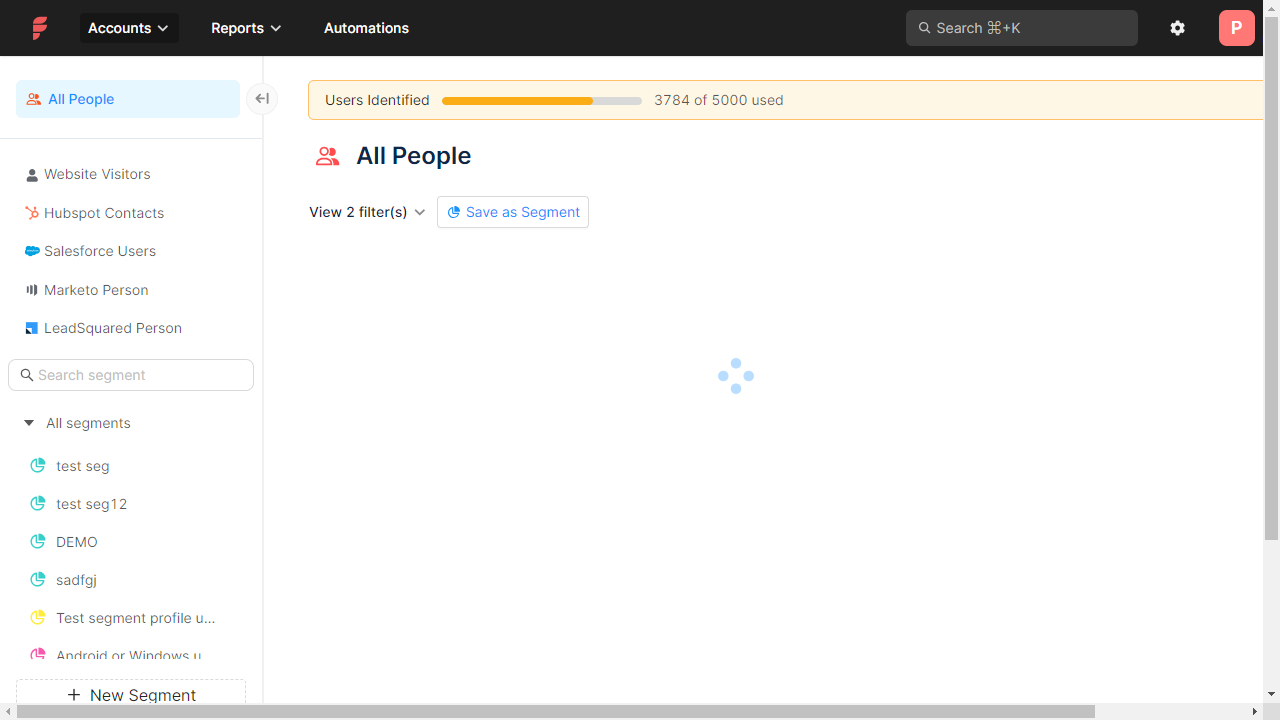 Accounts
Reports
Automations
Search ⌘+K
P
All People
Website Visitors
Hubspot Contacts
Salesforce Users
Marketo Person
LeadSquared Person
Search segment
All segments
test seg
test seg12
DEMO
sadfgj
Test segment profile u...
Android or Windows u
New Segment
Users Identified
3784 of 5000 used
All People
View 2 filter(s)
Save as Segment